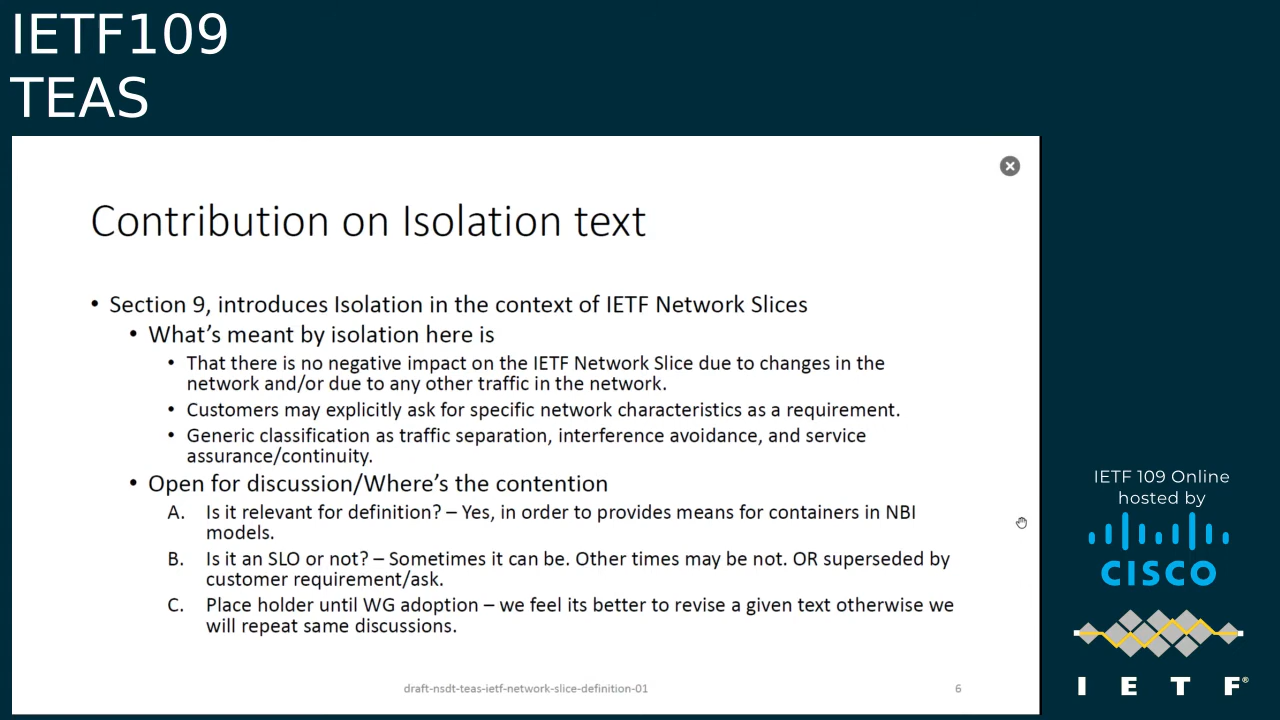 IETF109
TEAS
Contribution on Isolation text
• Section 9, introduces Isolation in the context of IETF Network Slices
• What's meant by isolation here is
• That there is no negative impact on the IETF Network Slice due to changes in the
network and/or due to any other traffic in the network.
• Customers may explicitly ask for specific network characteristics as a requirement.
• Generic classification as traffic separation, interference avoidance, and service
assurance/continuity.
• Open for discussion/Where's the contention
A. Is it relevant for definition? – Yes, in order to provides means for containers in NBI
models.
B. Is it an SLO or not? – Sometimes it can be. Other times may be not. OR superseded by
customer requirement/ask.
C. Place holder until WG adoption – we feel its better to revise a given text otherwise we
will repeat same discussions.
draft-nsdt-teas-ietf-network-slice-definition-01
6
IETF 109 Online
hosted by
CISCO
I E T F®